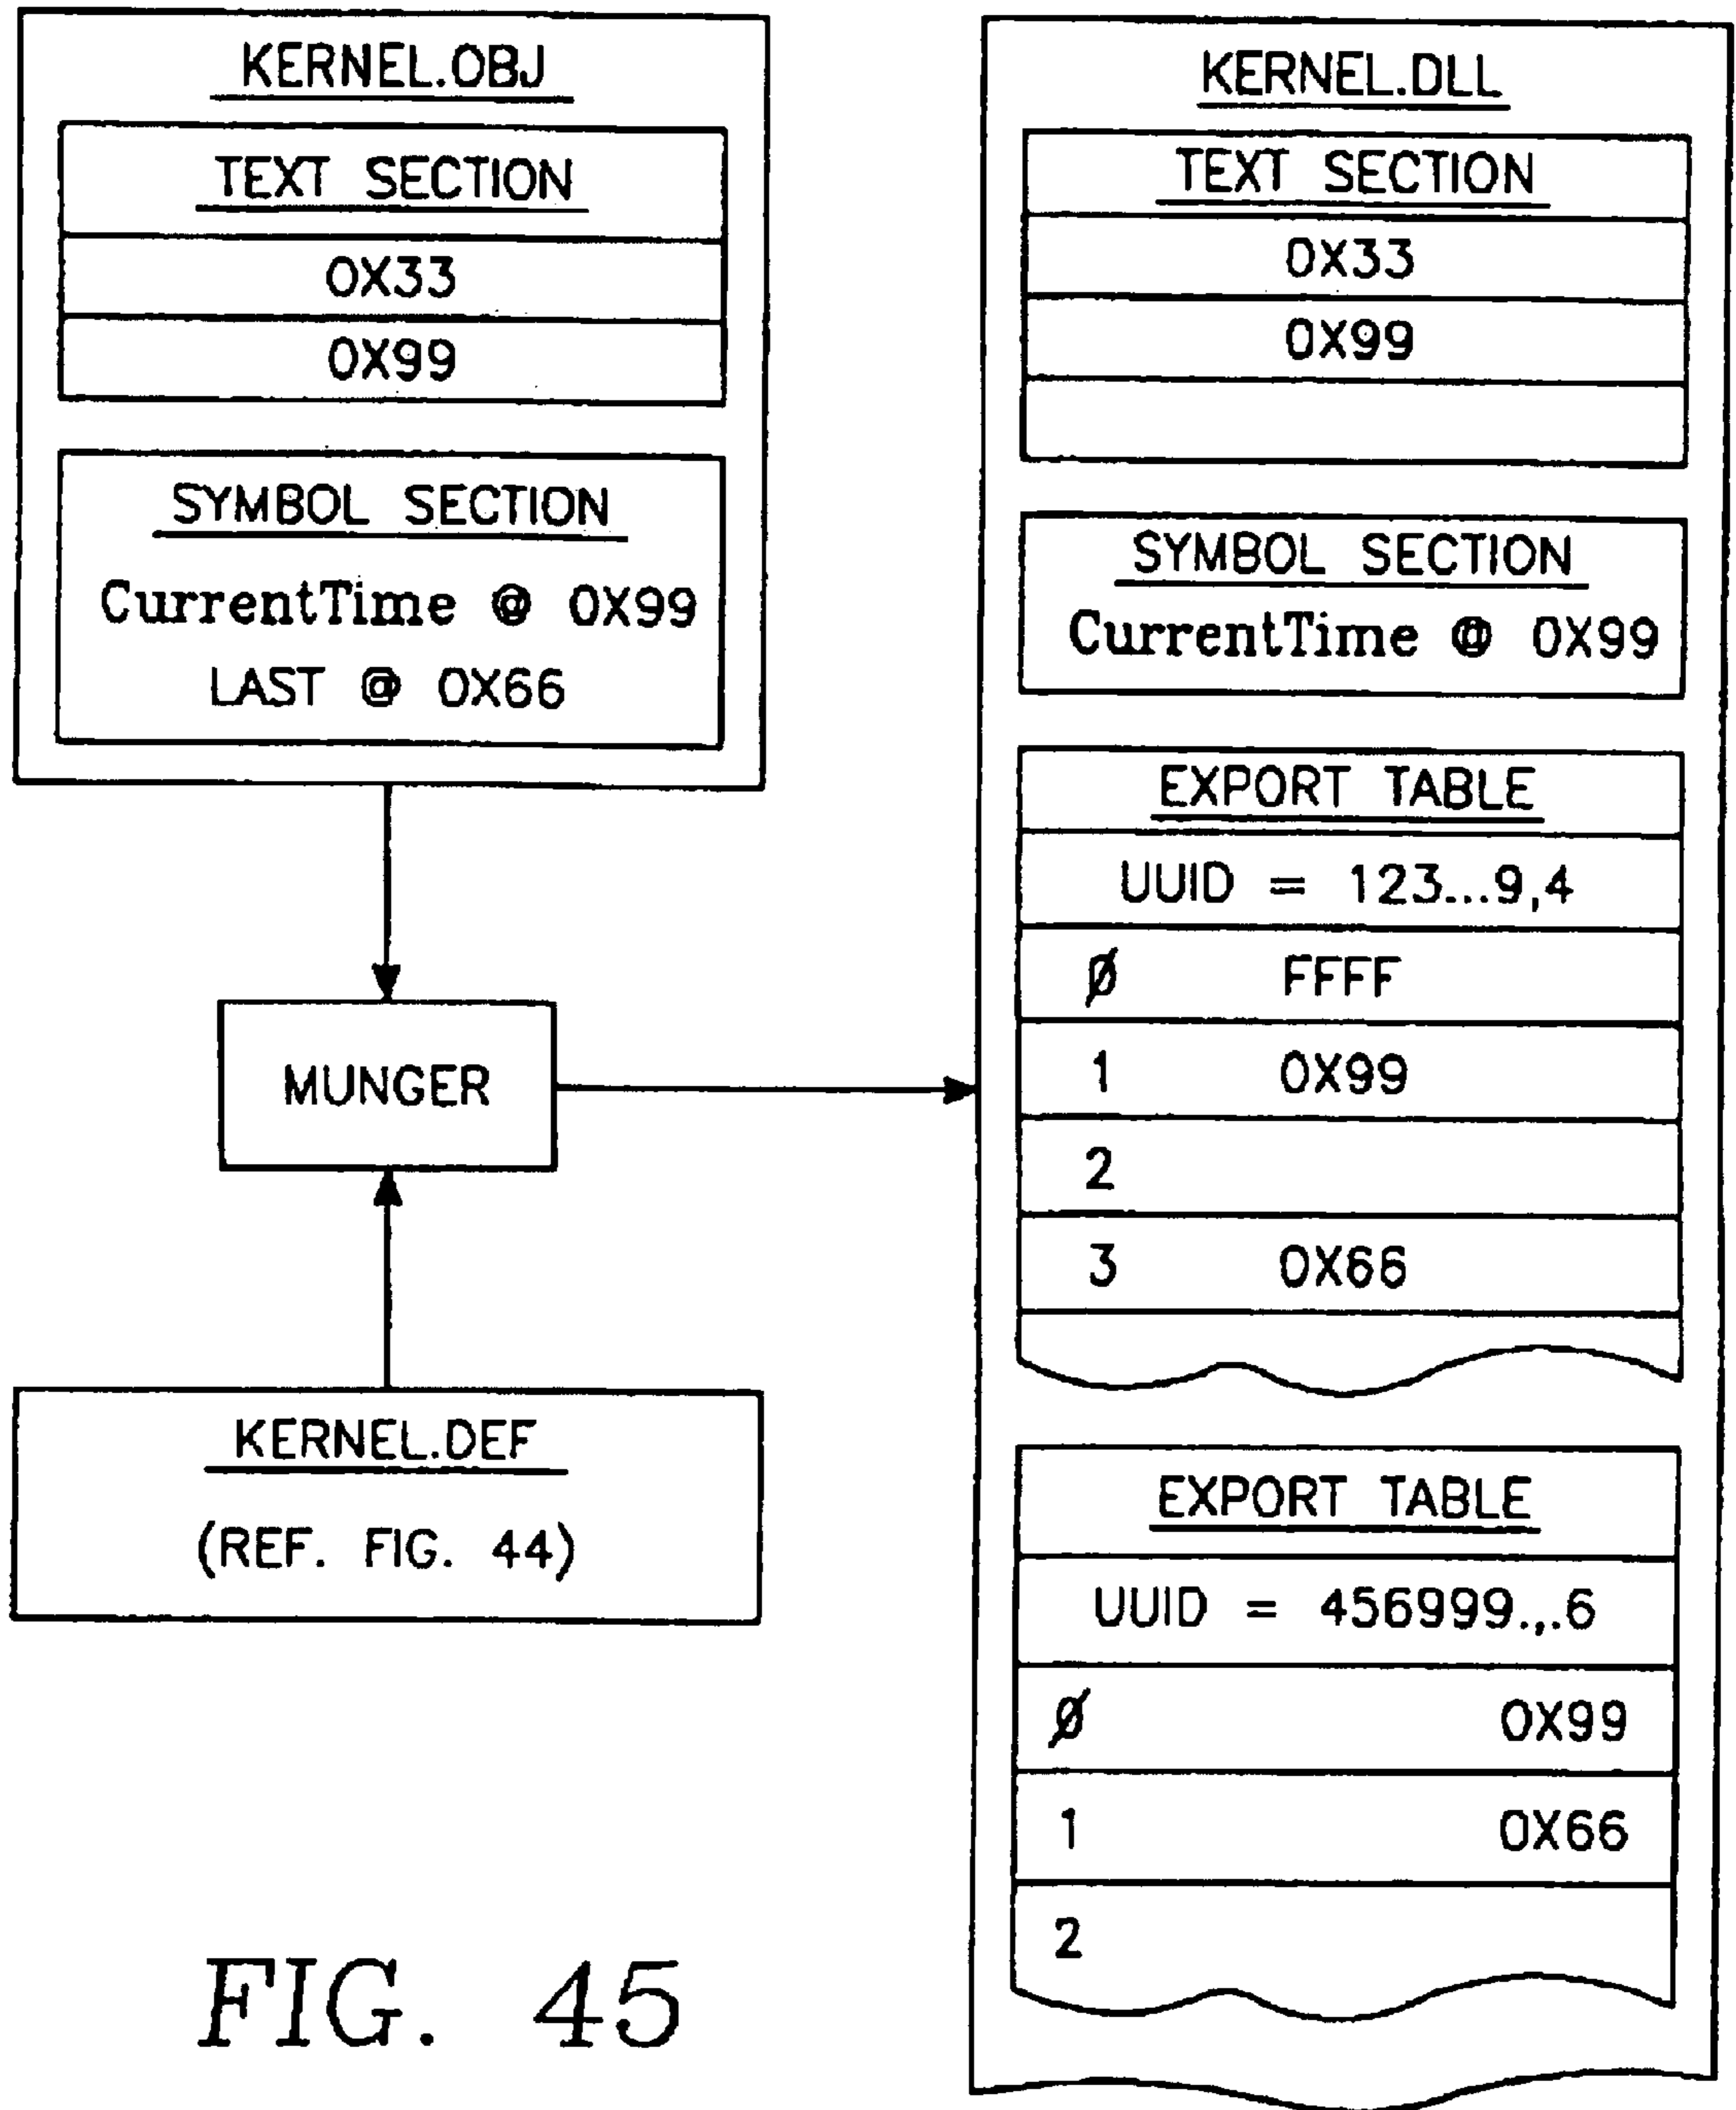 KERNEL.OBJ
TEXT SECTION
0X33
0X99
SYMBOL SECTION
CurrentTime @ 0X99
LAST @ 0X66
MUNGER
KERNEL.DEF
(REF. FIG. 44)
KERNEL.DLL
TEXT SECTION
0X33
0X99
SYMBOL SECTION
CurrentTime @ 0X99
EXPORT TABLE
UUID = 123...9,4
Ø FFFF
1 0X99
2
3 0X66
EXPORT TABLE
UUID = 456999.,.6
Ø 0X99
1 0X66
2
FIG. 45